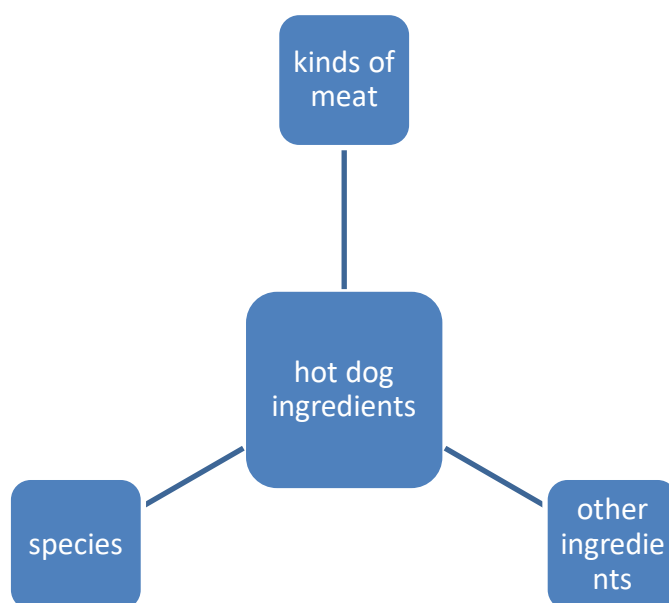 kinds of
meat
hot dog
ingredients
species
other
ingredie
nts